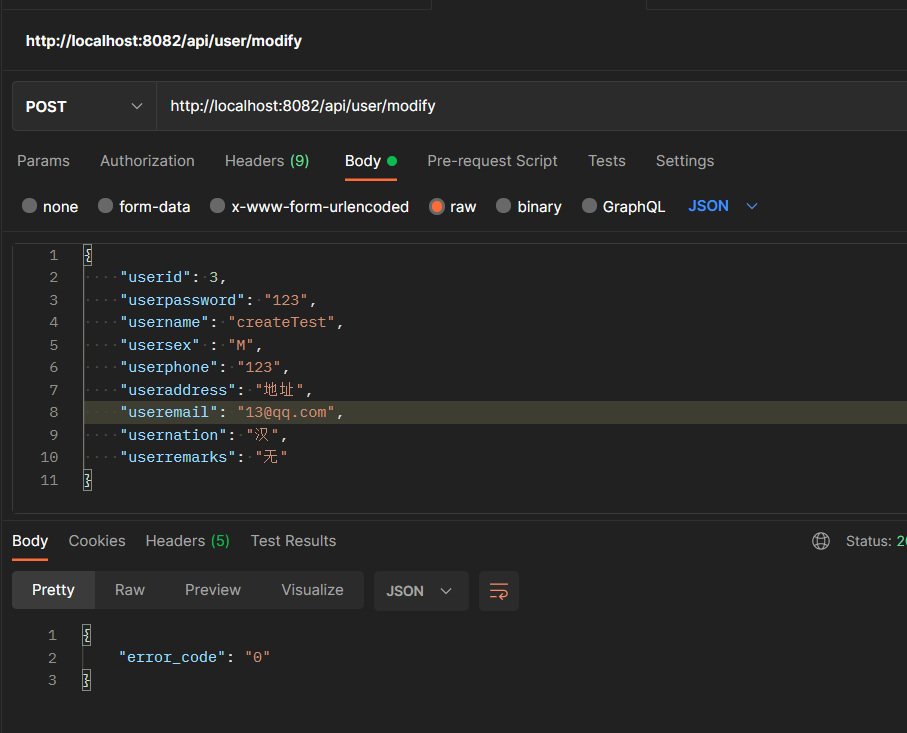 http://localhost:8082/api/user/modify
POST http://localhost:8082/api/user/modify
Params Authorization Headers (9) Body Pre-request Script Tests Settings
none form-data x-www-form-urlencoded raw binary GraphQL JSON
1 {
2 "userid": 3,
3 "userpassword": "123",
4 "username": "createTest",
5 "usersex" : "M",
6 "userphone": "123",
7 "useraddress": "地址",
8 "useremail": "13@qq.com",
9 "usernation": "汉",
10 "userremarks": "无"
11 }
Body Cookies Headers (5) Test Results Status: 2
Pretty Raw Preview Visualize JSON
1 {
2 "error_code": "0"
3 }